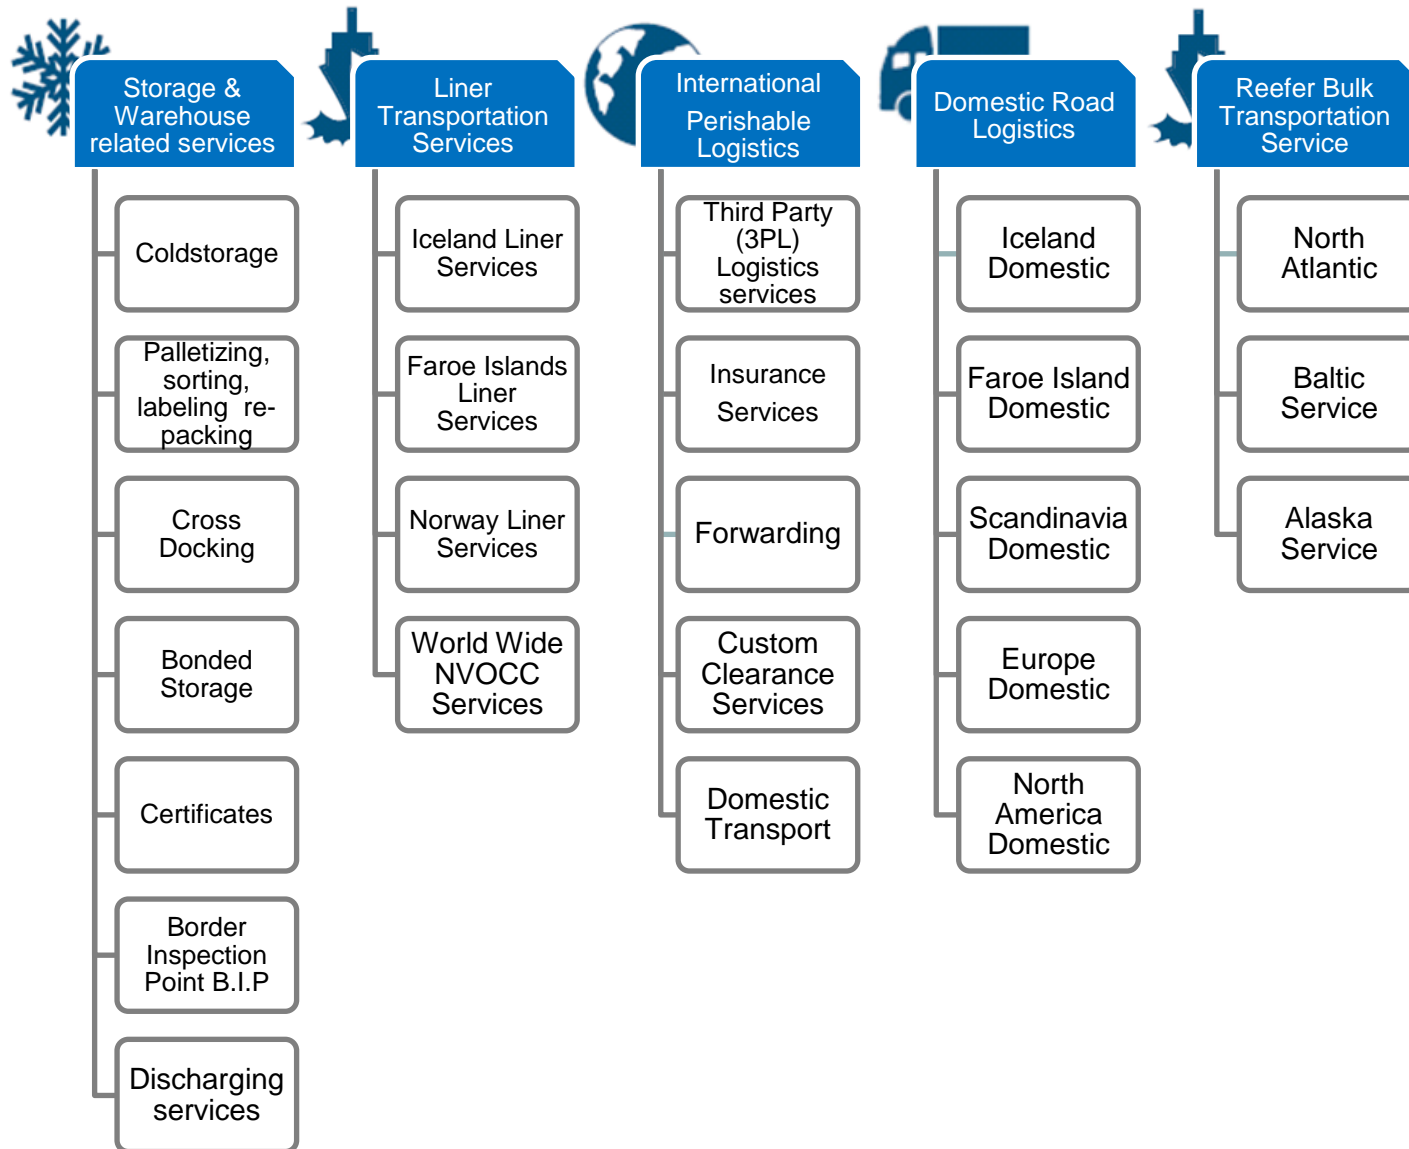 Storage &
Warehouse
related services
Coldstorage
Palletizing,
sorting,
labeling re-
packing
Cross
Docking
Bonded
Storage
Certificates
Border
Inspection
Point B.I.P
Discharging
services
Liner
Transportation
Services
Iceland Liner
Services
Faroe Islands
Liner
Services
Norway Liner
Services
World Wide
NVOCC
Services
International
Perishable
Logistics
Third Party
(3PL)
Logistics
services
Insurance
Services
Forwarding
Custom
Clearance
Services
Domestic
Transport
Domestic Road
Logistics
Iceland
Domestic
Faroe Island
Domestic
Scandinavia
Domestic
Europe
Domestic
North
America
Domestic
Reefer Bulk
Transportation
Service
North
Atlantic
Baltic
Service
Alaska
Service